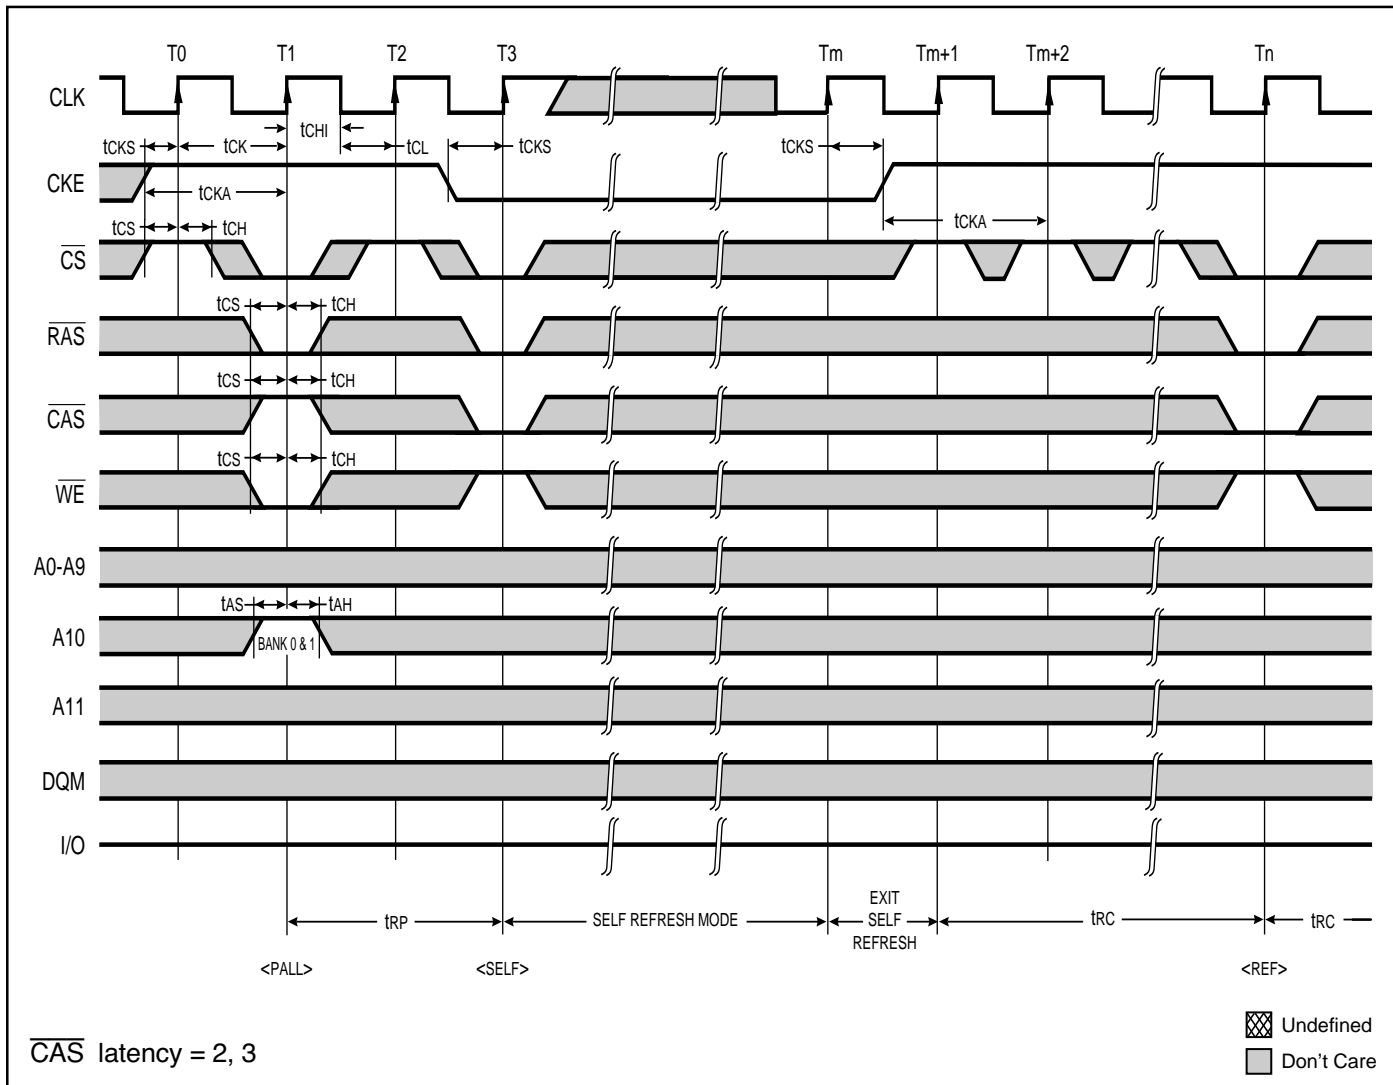 T0 T1 T2 T3 Tm Tm+1 Tm+2 Tn
CLK
tCHI
tCKS tCK tCL tCKS tCKS
CKE
tCKA
tCKA
tCS tCH
CS
tCS tCH
RAS
tCS tCH
CAS
tCS tCH
WE
A0-A9
tAS tAH
A10
BANK 0 & 1
A11
DQM
I/O
tRP
SELF REFRESH MODE
EXIT
SELF
REFRESH
tRC
tRC
<PALL> <SELF> <REF>
Undefined
CAS latency = 2, 3
Don't Care